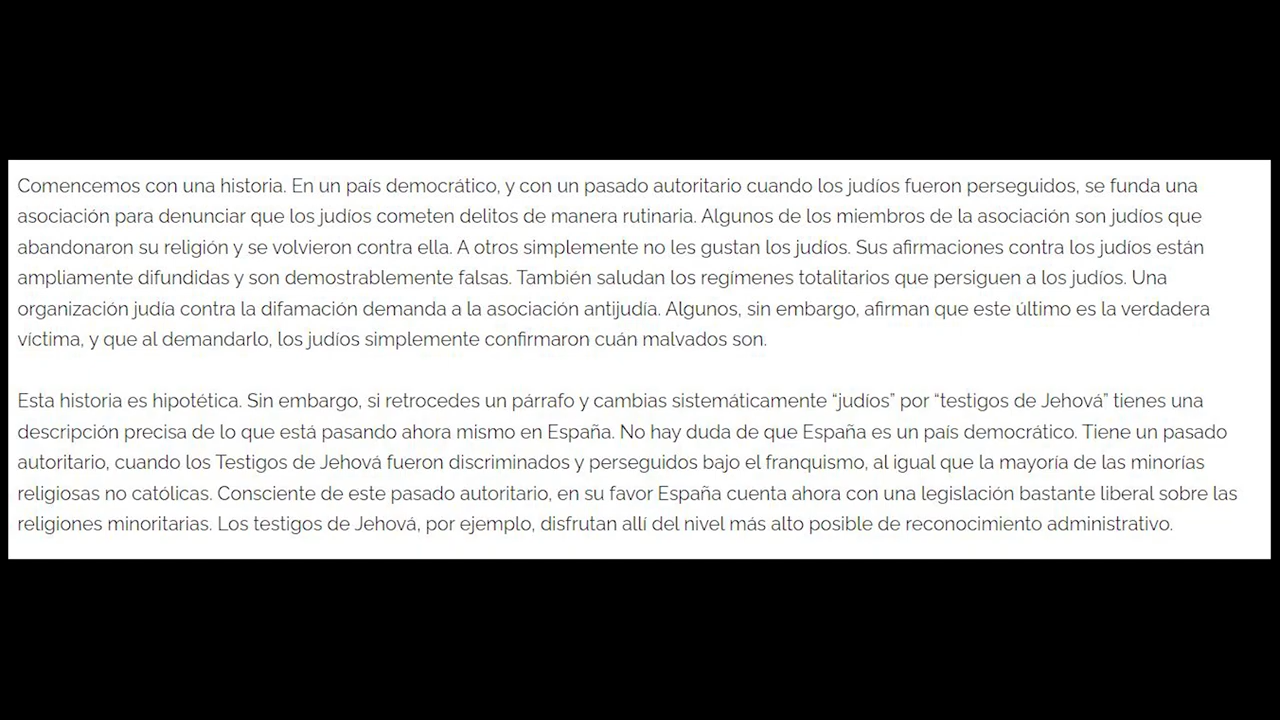 Comencemos con una historia. En un país democrático, y con un pasado autoritario cuando los judíos fueron perseguidos, se funda una
asociación para denunciar que los judíos cometen delitos de manera rutinaria. Algunos de los miembros de la asociación son judíos que
abandonaron su religión y se volvieron contra ella. A otros simplemente no les gustan los judíos. Sus afirmaciones contra los judíos están
ampliamente difundidas y son demostrablemente falsas. También saludan los regímenes totalitarios que persiguen a los judíos. Una
organización judía contra la difamación demanda a la asociación antijudía. Algunos, sin embargo, afirman que este último es la verdadera
víctima, y que al demandarlo, los judíos simplemente confirmaron cuán malvados son.
Esta historia es hipotética. Sin embargo, si retrocedes un párrafo y cambias sistemáticamente “judíos” por “testigos de Jehová” tienes una
descripción precisa de lo que está pasando ahora mismo en España. No hay duda de que España es un país democrático. Tiene un pasado
autoritario, cuando los Testigos de Jehová fueron discriminados y perseguidos bajo el franquismo, al igual que la mayoría de las minorías
religiosas no católicas. Consciente de este pasado autoritario, en su favor España cuenta ahora con una legislación bastante liberal sobre las
religiones minoritarias. Los testigos de Jehová, por ejemplo, disfrutan allí del nivel más alto posible de reconocimiento administrativo.